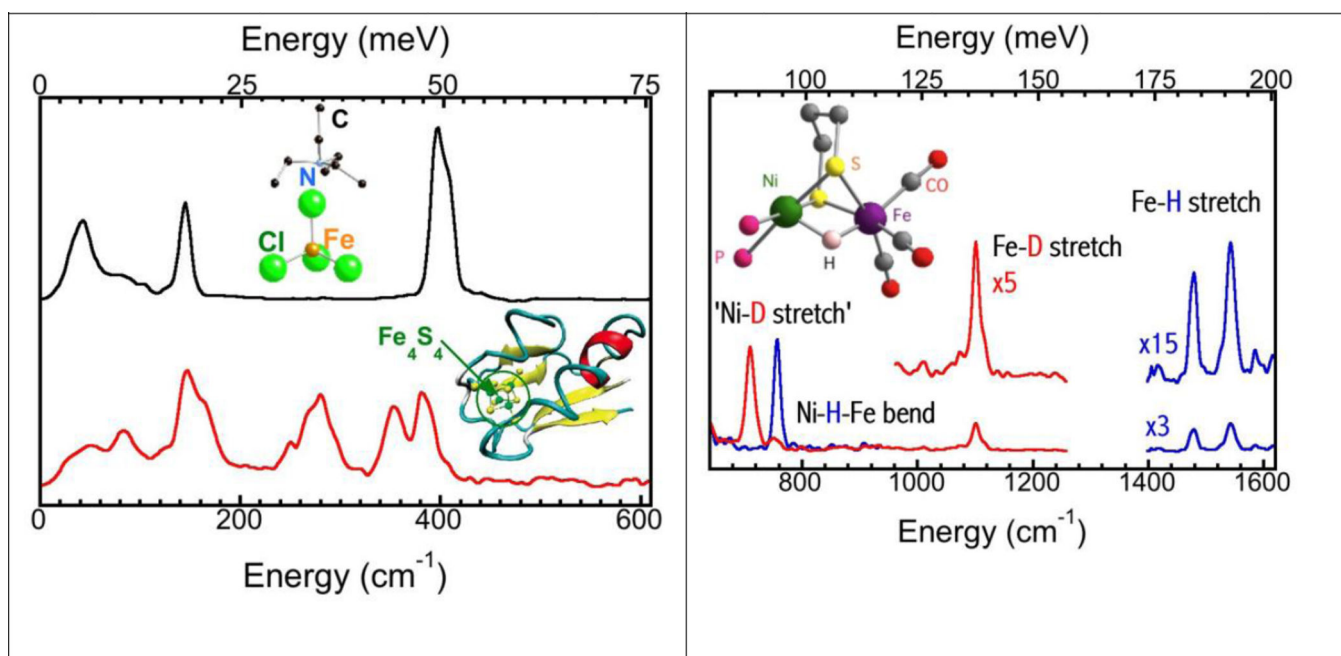 Energy (meV)
0 25 50 75
C
N
Cl Fe
Fe4S4
0 200 400 600
Energy (cm-1)
Energy (meV)
100 125 150 175 200
S
Ni CO
Fe
P
H
Fe-H stretch
Fe-D stretch
x5
'Ni-D stretch'
x15
Ni-H-Fe bend
x3
800 1000 1200 1400 1600
Energy (cm-1)